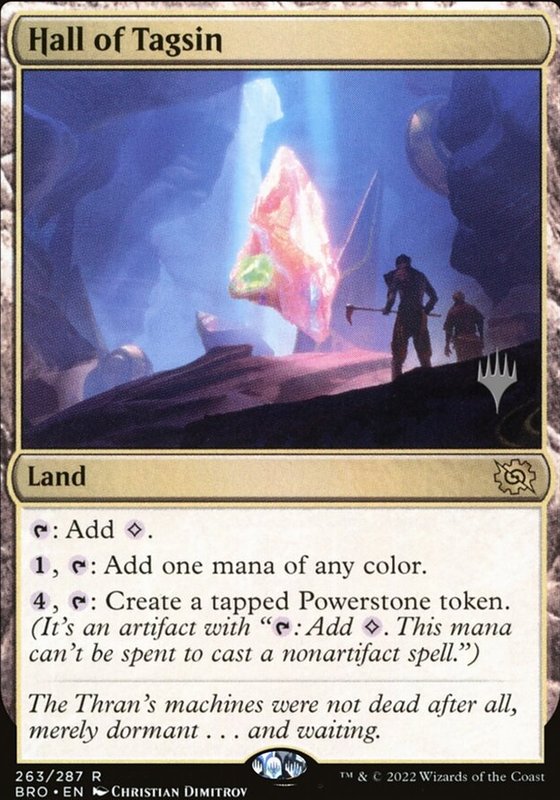 Hall of Tagsin
Land
: Add .
1, : Add one mana of any color.
4, : Create a tapped Powerstone token.
(It's an artifact with “: Add . This mana
can't be spent to cast a nonartifact spell.”)
The Thran's machines were not dead after all,
merely dormant . . . and waiting.
263/287 R
BRO • EN Christian Dimitrov
™ & © 2022 Wizards of the Coast